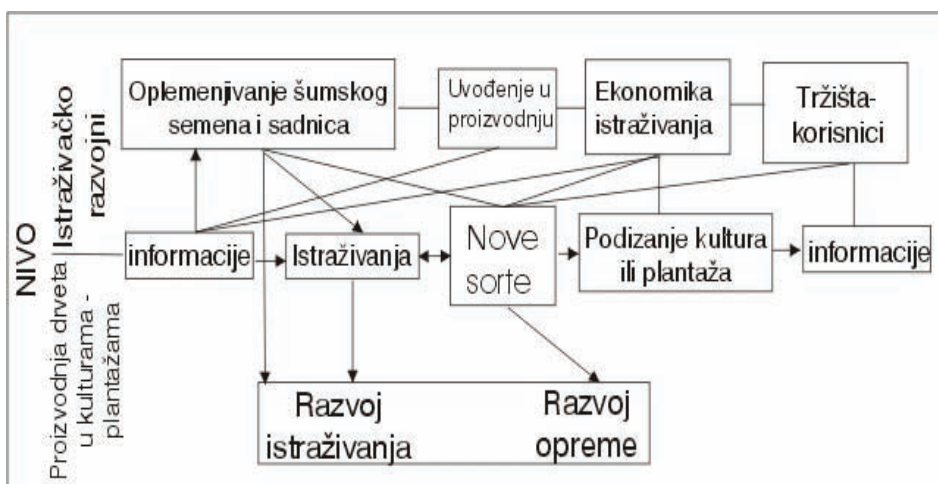 NIVO
Istraživačko
razvojni
Proizvodnja drveta
u kulturama -
plantažama
Oplemenjivanje šumskog
semena i sadnica
Uvođenje u
proizvodnju
Ekonomika
istraživanja
Tržišta-
korisnici
informacije
Istraživanja
Nove
sorte
Podizanje kultura
ili plantaža
informacije
Razvoj
istraživanja
Razvoj
opreme